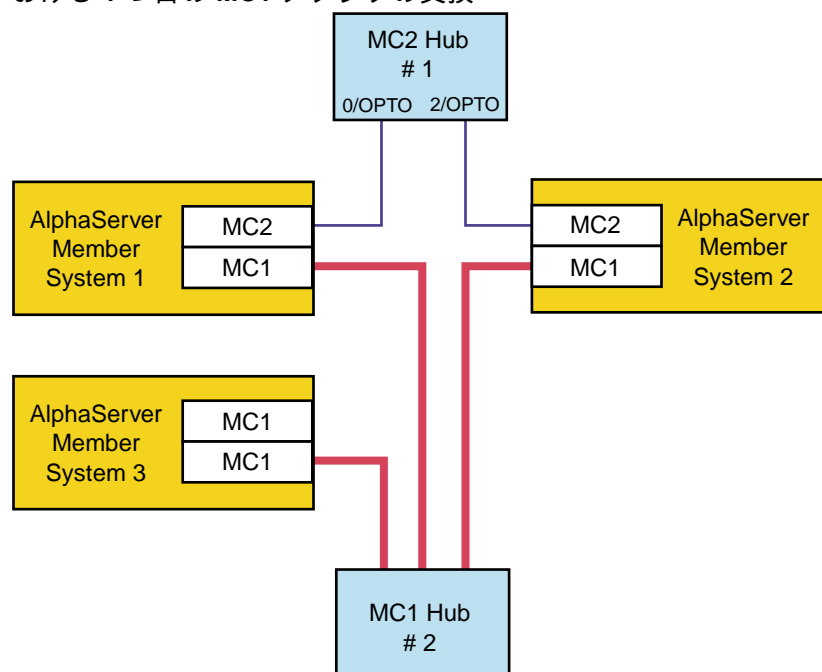 MC2 Hub
# 1
0/OPTO 2/OPTO
AlphaServer
Member
System 1
MC2
MC1
MC2
MC1
AlphaServer
Member
System 2
AlphaServer
Member
System 3
MC1
MC1
MC1 Hub
# 2